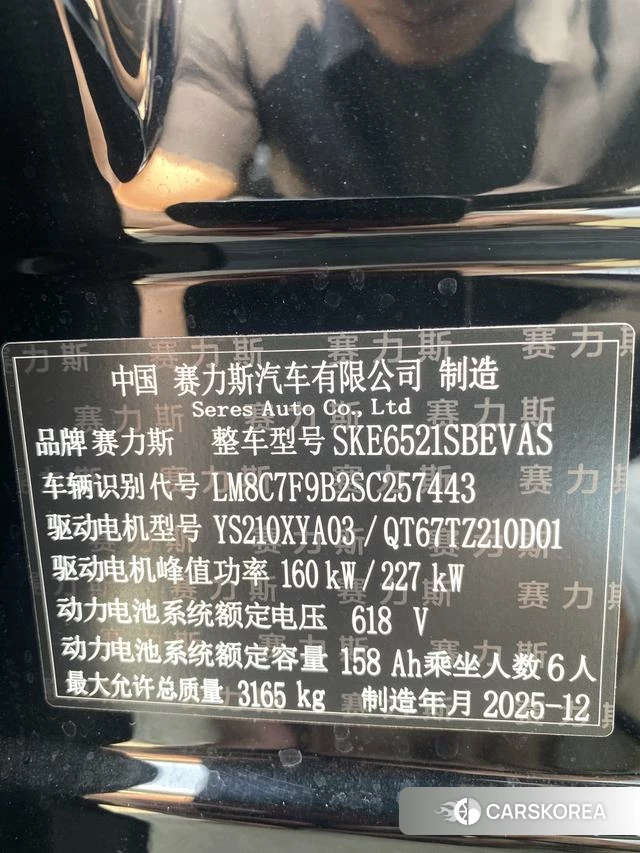 中国 赛力斯汽车有限公司 制造
Seres Auto Co., Ltd
品牌 赛力斯 整车型号 SKE6521SBEVAS
车辆识别代号 LM8C7F9B2SC257443
驱动电机型号 YS210XYA03 / QT67TZ210D01
驱动电机峰值功率 160 kW / 227 kW
动力电池系统额定电压 618 V
动力电池系统额定容量 158 Ah 乘坐人数 6 人
最大允许总质量 3165 kg 制造年月 2025-12
CARSKOREA